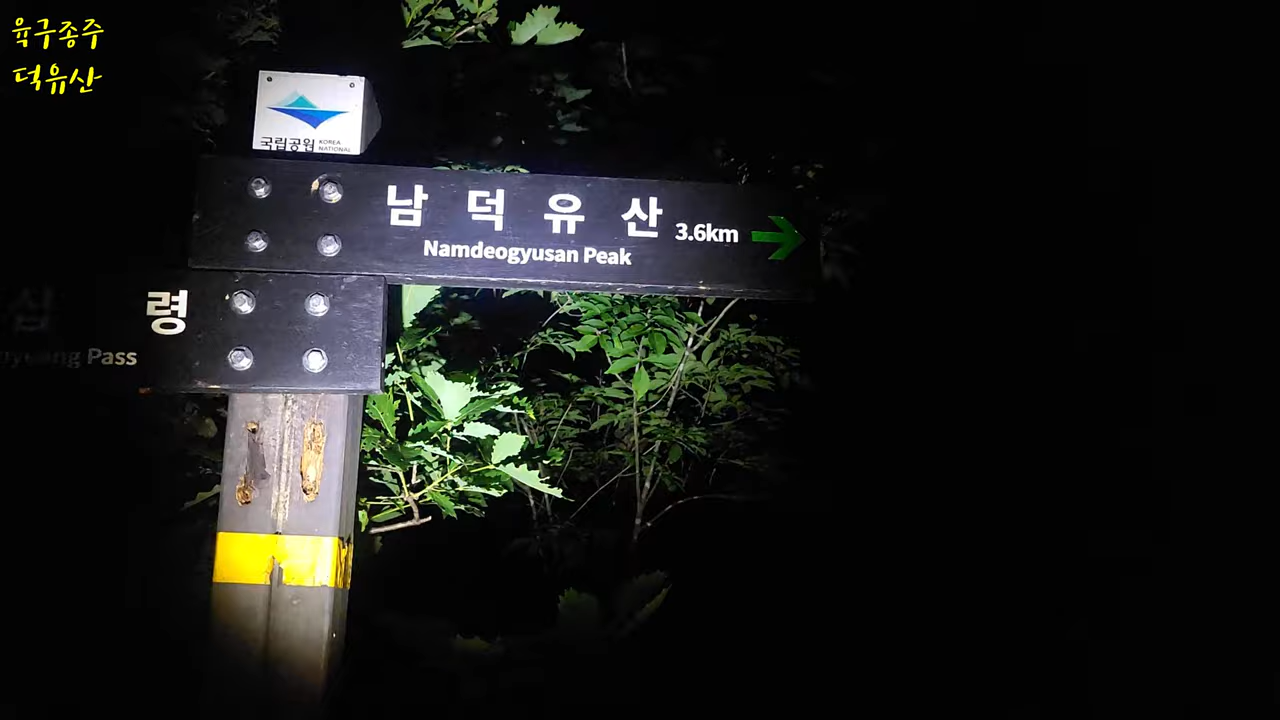 육구종주
덕유산
국립공원 KOREA NATIONAL
남덕유산 3.6km
Namdeogyusan Peak
십 령
Pass